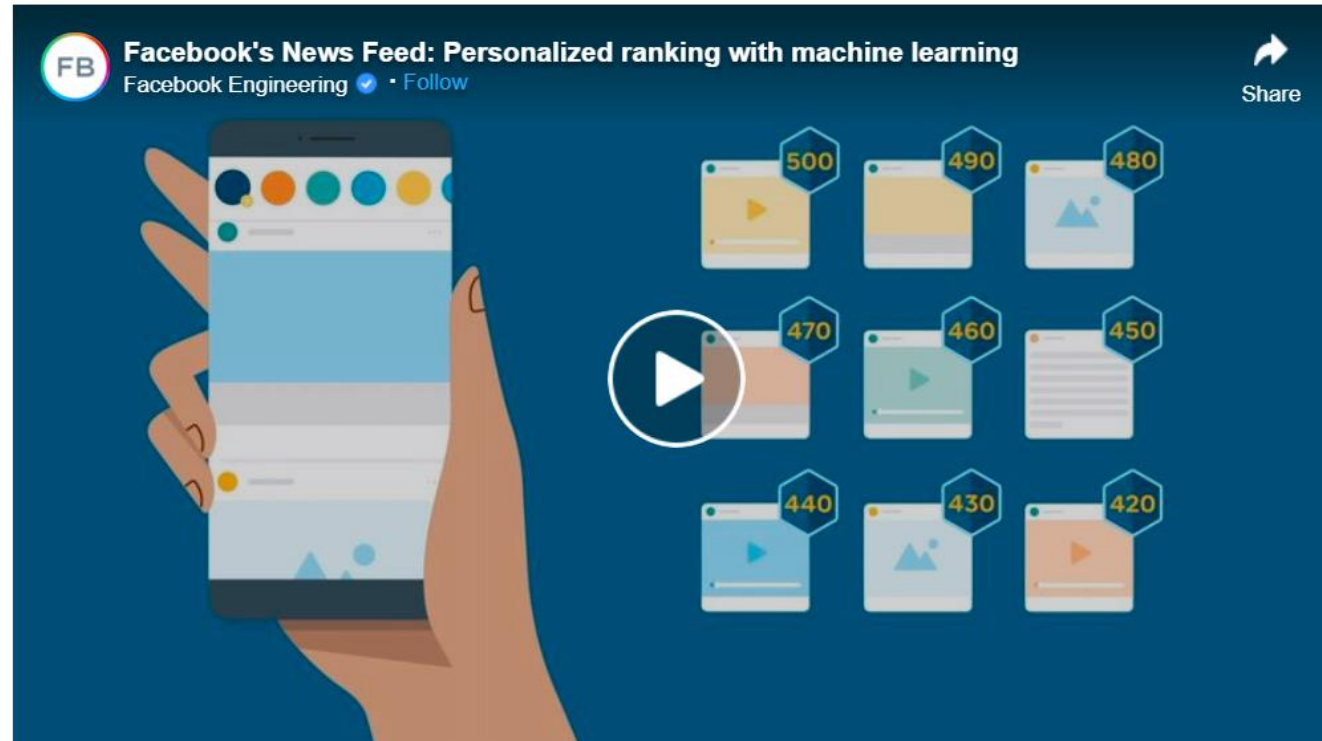 FB
Facebook's News Feed: Personalized ranking with machine learning
Facebook Engineering · Follow
Share
500 490 480
470 460 450
440 430 420